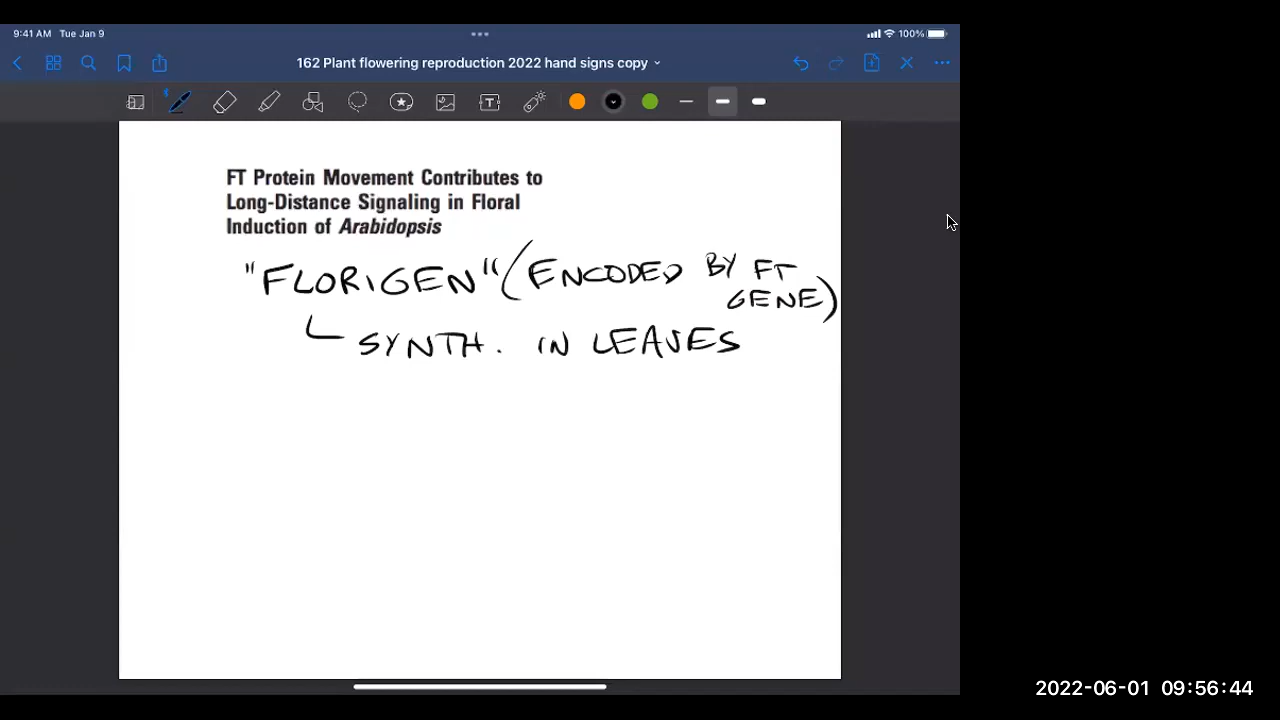 9:41 AM Tue Jan 9
100%
162 Plant flowering reproduction 2022 hand signs copy
FT Protein Movement Contributes to
Long-Distance Signaling in Floral
Induction of Arabidopsis
"FLORIGEN" (ENCODED BY FT
GENE)
SYNTH. IN LEAVES
2022-06-01 09:56:44